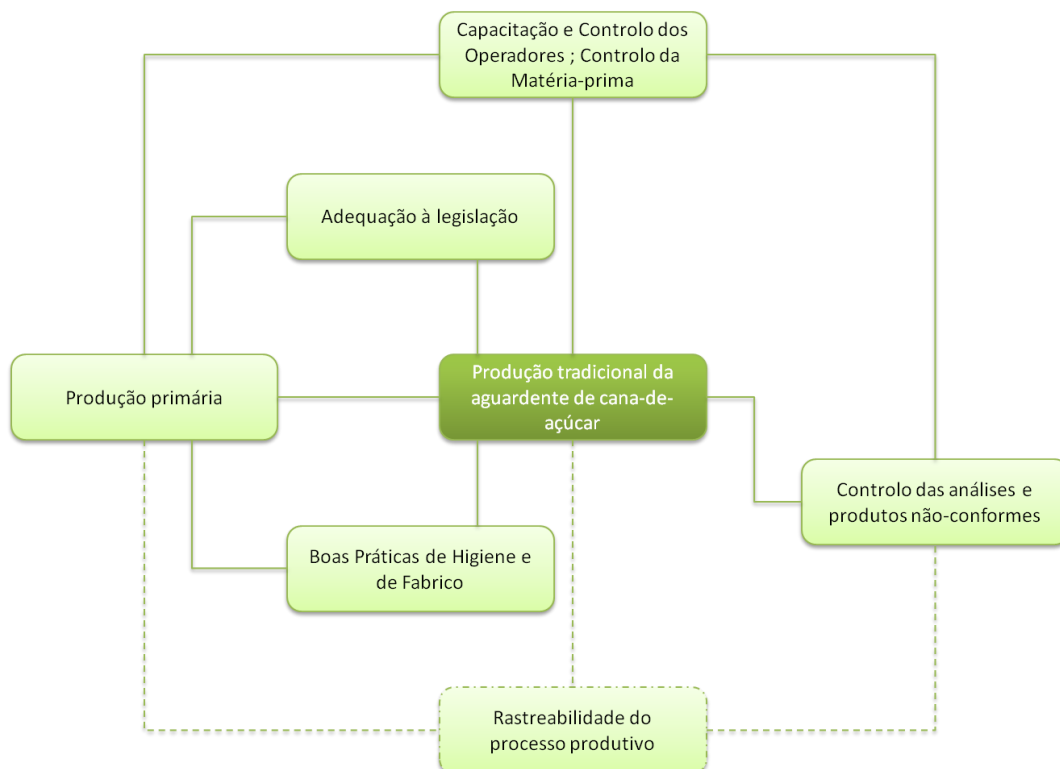 Capacitação e Controlo dos
Operadores ; Controlo da
Matéria-prima
Adequação à legislação
Produção primária
Produção tradicional da
aguardente de cana-de-
açúcar
Controlo das análises e
produtos não-conformes
Boas Práticas de Higiene e
de Fabrico
Rastreabilidade do
processo produtivo